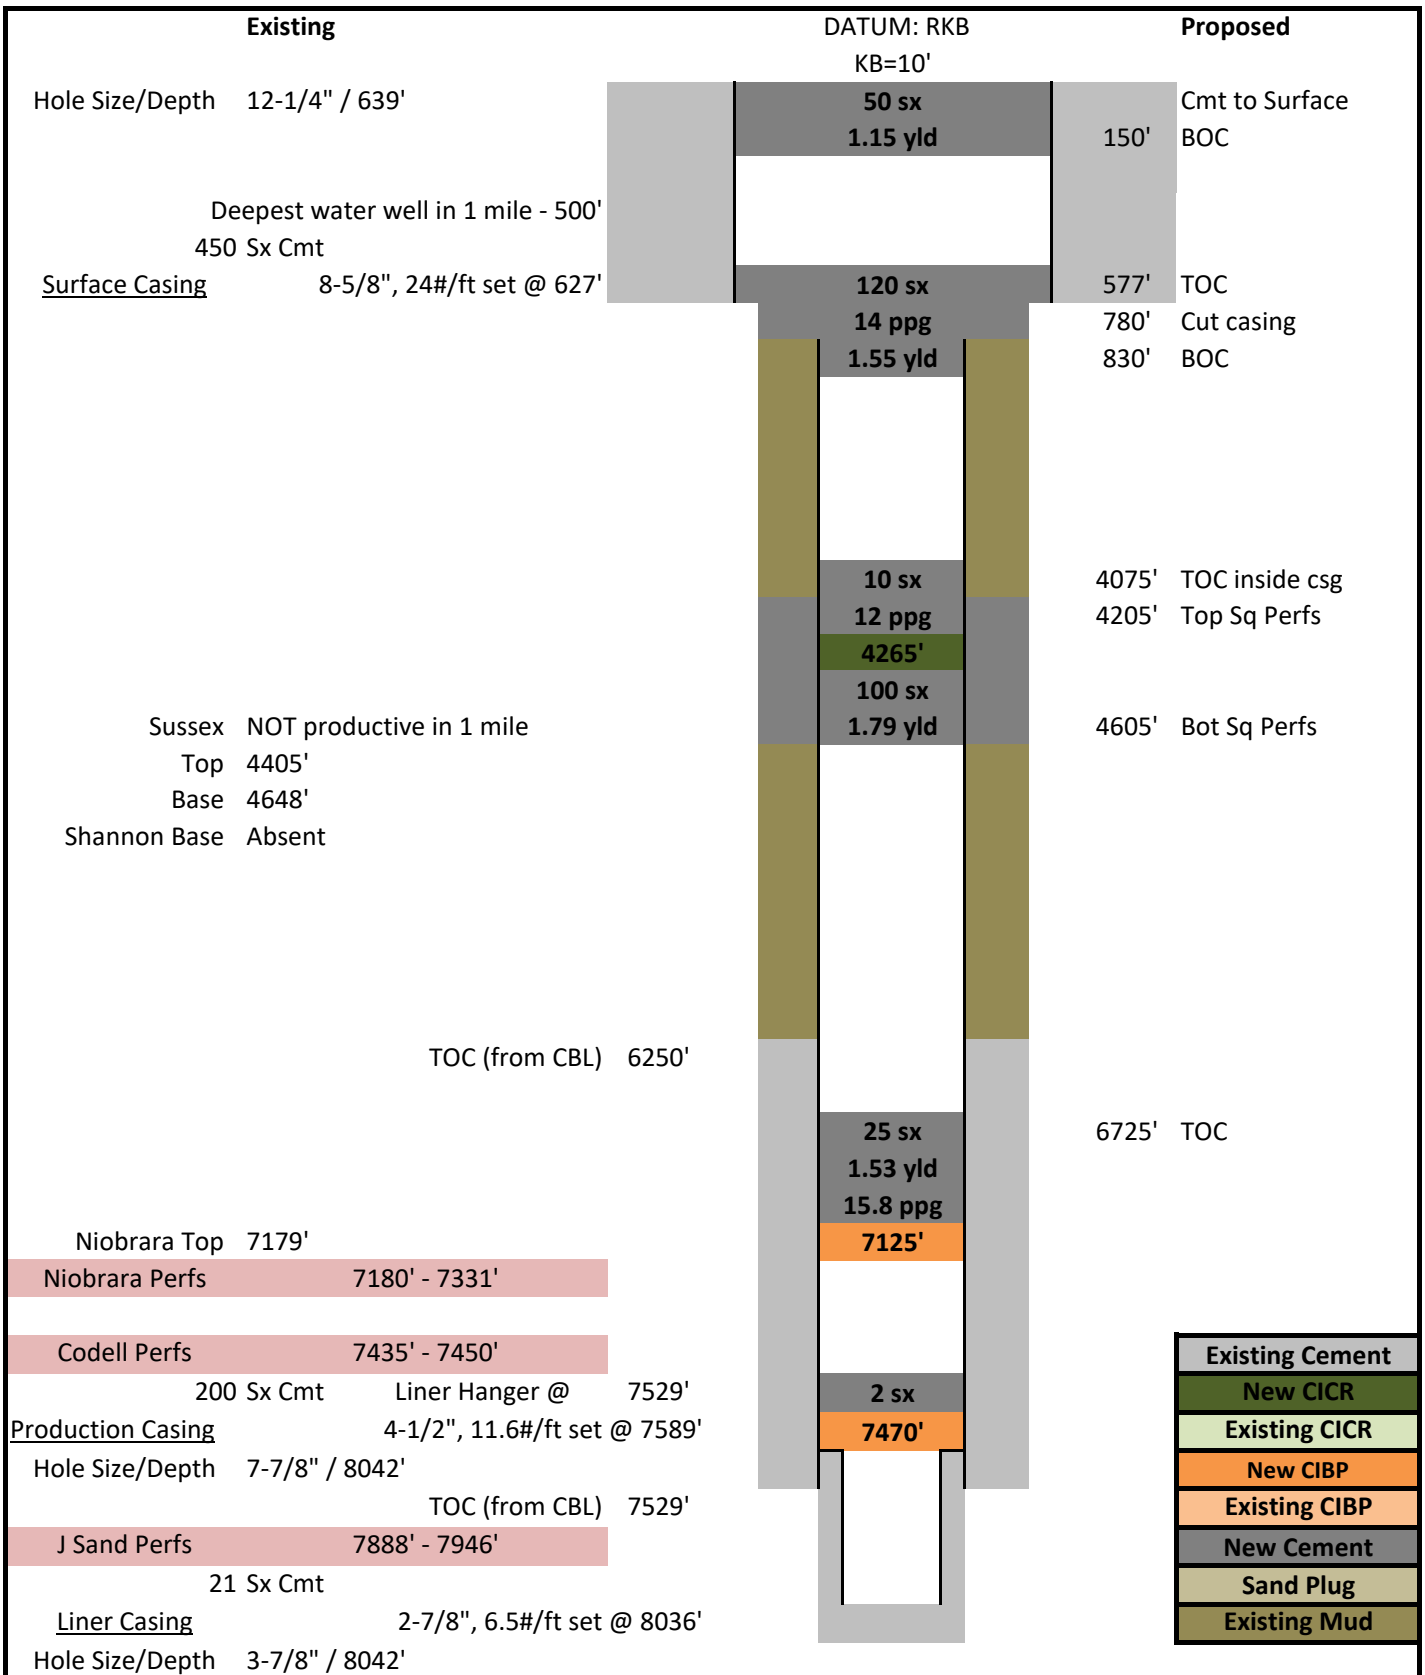 Existing DATUM: RKB Proposed
KB=10'
Hole Size/Depth 12-1/4" / 639' 50 sx Cmt to Surface
1.15 yld 150' BOC
Deepest water well in 1 mile - 500'
450 Sx Cmt
Surface Casing 8-5/8", 24#/ft set @ 627' 120 sx 577' TOC
14 ppg 780' Cut casing
1.55 yld 830' BOC
10 sx 4075' TOC inside csg
12 ppg 4205' Top Sq Perfs
4265'
100 sx
Sussex NOT productive in 1 mile 1.79 yld 4605' Bot Sq Perfs
Top 4405'
Base 4648'
Shannon Base Absent
TOC (from CBL) 6250'
25 sx 6725' TOC
1.53 yld
15.8 ppg
Niobrara Top 7179' 7125'
Niobrara Perfs 7180' - 7331'
Codell Perfs 7435' - 7450' Existing Cement
200 Sx Cmt Liner Hanger @ 7529' 2 sx New CICR
Production Casing 4-1/2", 11.6#/ft set @ 7589' 7470' Existing CICR
Hole Size/Depth 7-7/8" / 8042' New CIBP
TOC (from CBL) 7529' Existing CIBP
J Sand Perfs 7888' - 7946' New Cement
21 Sx Cmt Sand Plug
Liner Casing 2-7/8", 6.5#/ft set @ 8036' Existing Mud
Hole Size/Depth 3-7/8" / 8042'